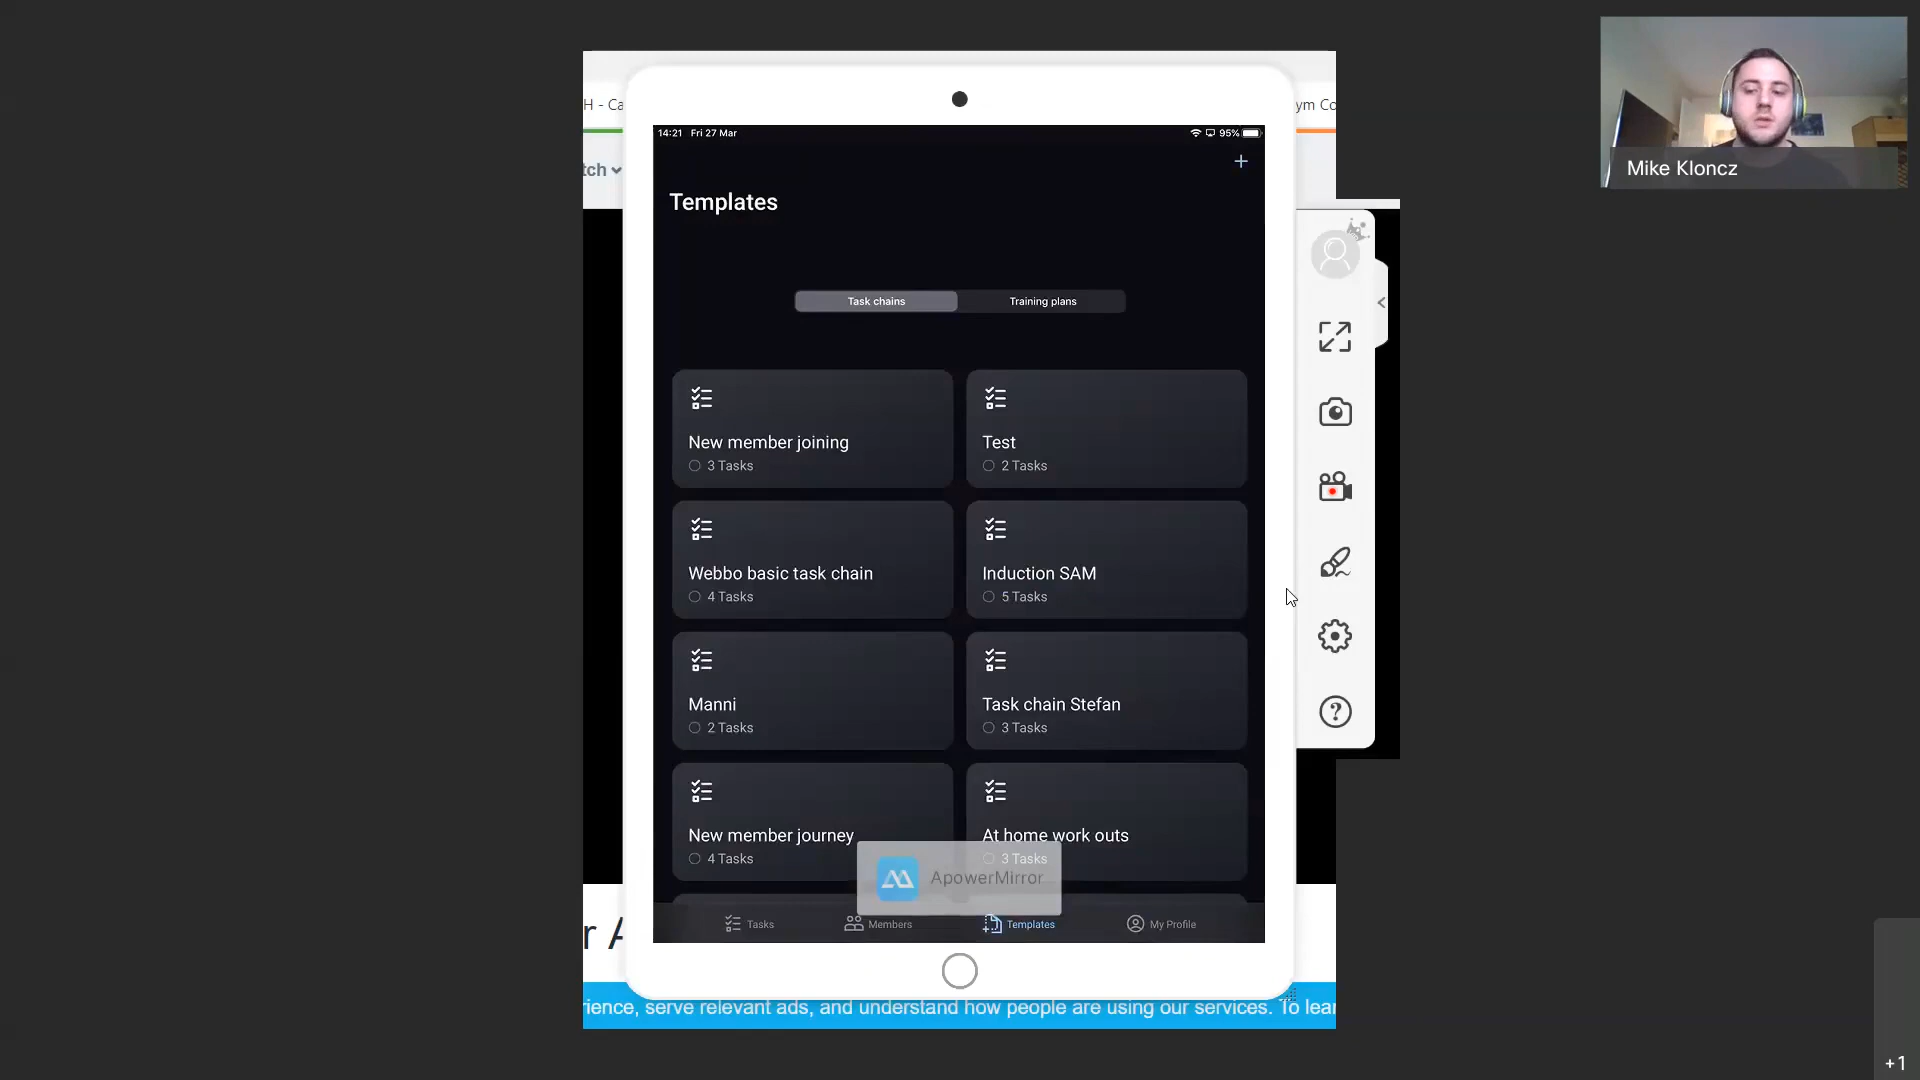 Mike Kloncz
H - Ca
ym Co
tch
14:21 Fri 27 Mar
95%
Templates
Task chains
Training plans
New member joining
3 Tasks
Test
2 Tasks
Webbo basic task chain
4 Tasks
Induction SAM
5 Tasks
Manni
2 Tasks
Task chain Stefan
3 Tasks
New member journey
4 Tasks
At home work outs
3 Tasks
ApowerMirror
Tasks
Members
Templates
My Profile
r A
rience, serve relevant ads, and understand how people are using our services. To lear
+1